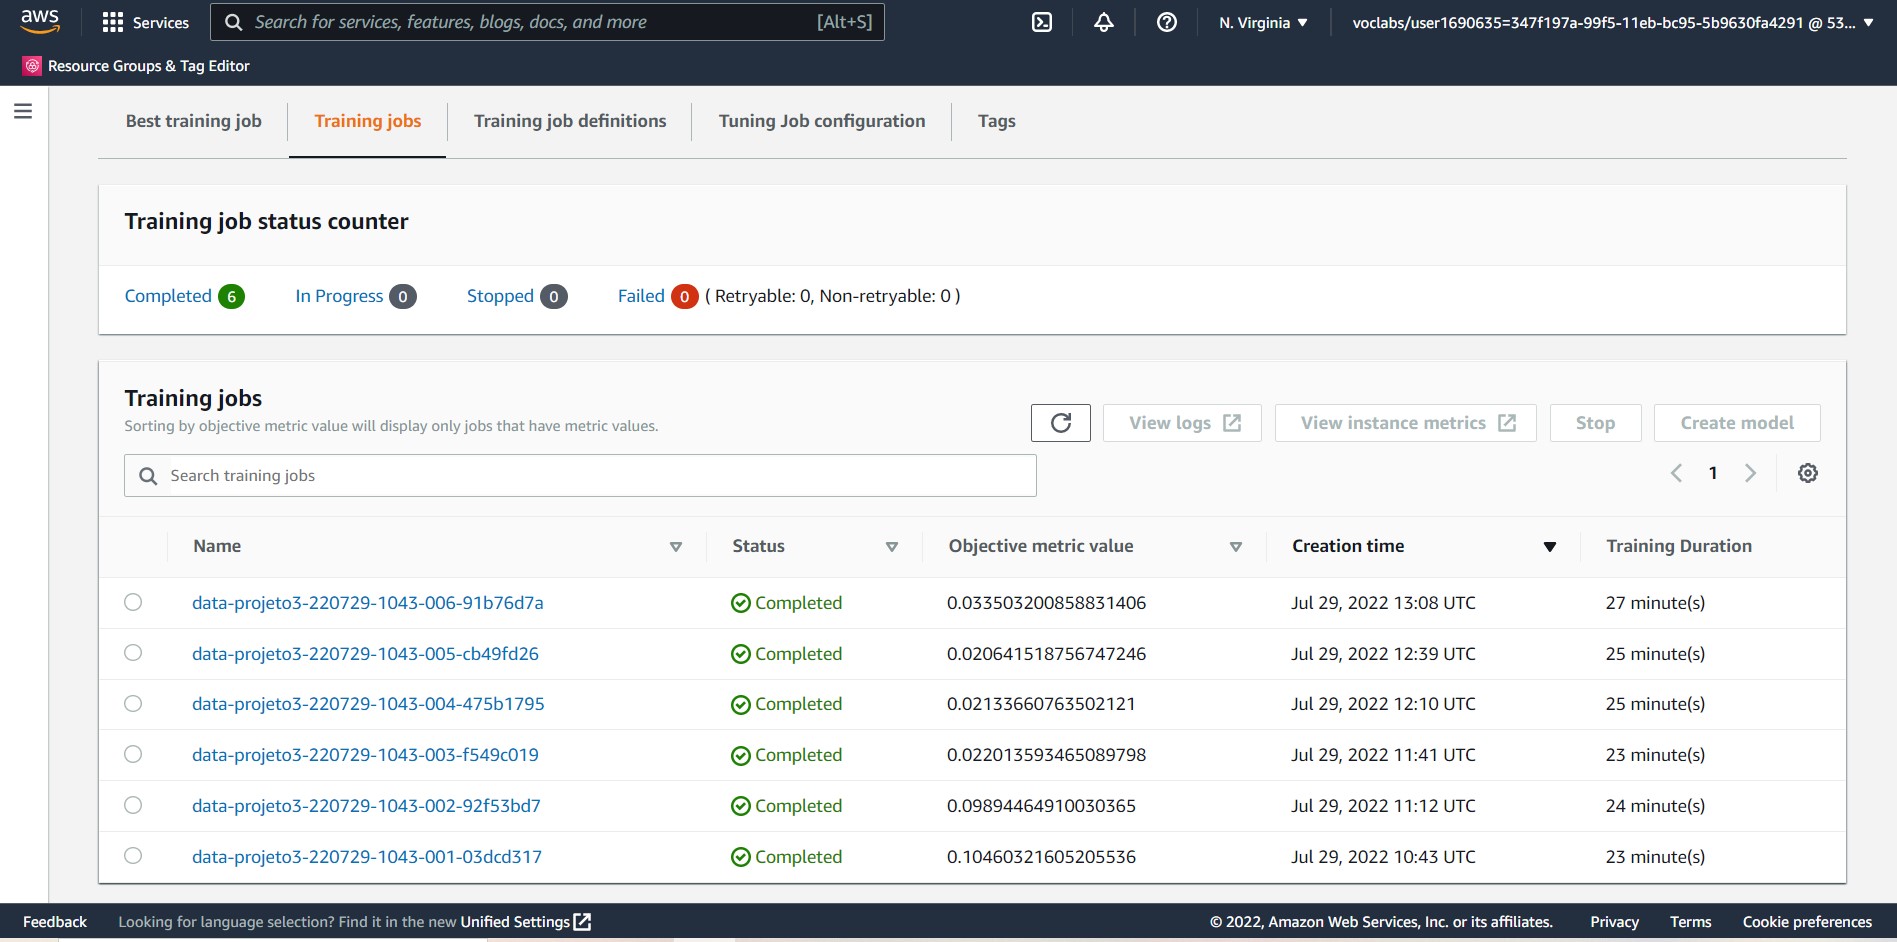 aws
Services
Search for services, features, blogs, docs, and more
[Alt+S]
N. Virginia
voclabs/user1690635=347f197a-99f5-11eb-bc95-5b9630fa4291 @ 53...
Resource Groups & Tag Editor
Best training job
Training jobs
Training job definitions
Tuning Job configuration
Tags
Training job status counter
Completed 6
In Progress 0
Stopped 0
Failed 0 ( Retryable: 0, Non-retryable: 0 )
Training jobs
Sorting by objective metric value will display only jobs that have metric values.
View logs
View instance metrics
Stop
Create model
Search training jobs
1
Name Status Objective metric value Creation time Training Duration
data-projeto3-220729-1043-006-91b76d7a Completed 0.033503200858831406 Jul 29, 2022 13:08 UTC 27 minute(s)
data-projeto3-220729-1043-005-cb49fd26 Completed 0.020641518756747246 Jul 29, 2022 12:39 UTC 25 minute(s)
data-projeto3-220729-1043-004-475b1795 Completed 0.02133660763502121 Jul 29, 2022 12:10 UTC 25 minute(s)
data-projeto3-220729-1043-003-f549c019 Completed 0.022013593465089798 Jul 29, 2022 11:41 UTC 23 minute(s)
data-projeto3-220729-1043-002-92f53bd7 Completed 0.09894464910030365 Jul 29, 2022 11:12 UTC 24 minute(s)
data-projeto3-220729-1043-001-03dcd317 Completed 0.10460321605205536 Jul 29, 2022 10:43 UTC 23 minute(s)
Feedback
Looking for language selection? Find it in the new Unified Settings
© 2022, Amazon Web Services, Inc. or its affiliates.
Privacy
Terms
Cookie preferences